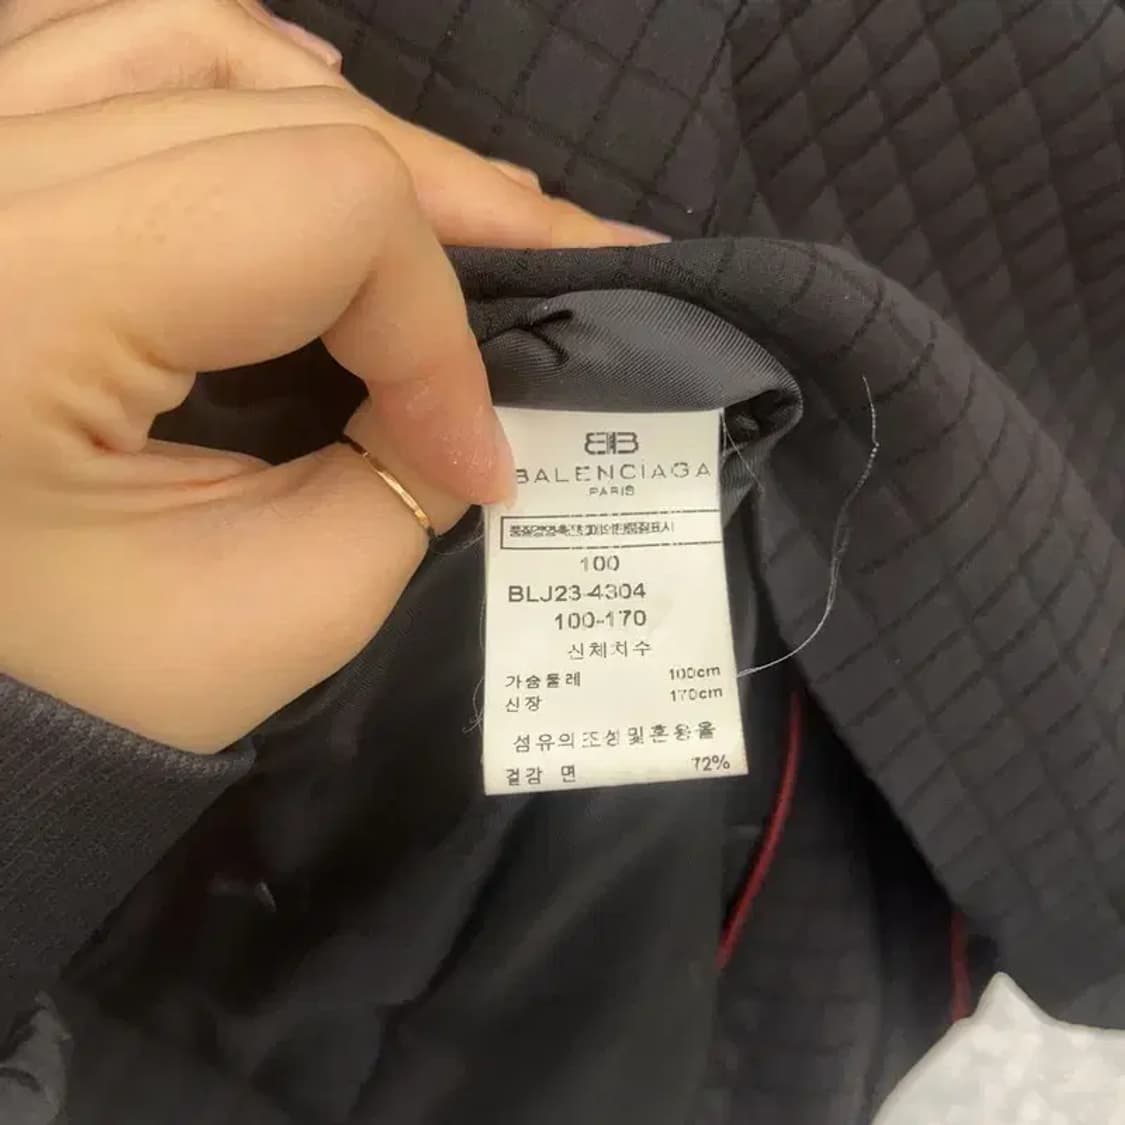 BB
BALENCIAGA
PARIS
100
BLJ23-4304
100-170
신체치수
가슴둘레 100cm
신장 170cm
섬유의 조성 및 혼용율
겉감 면 72%